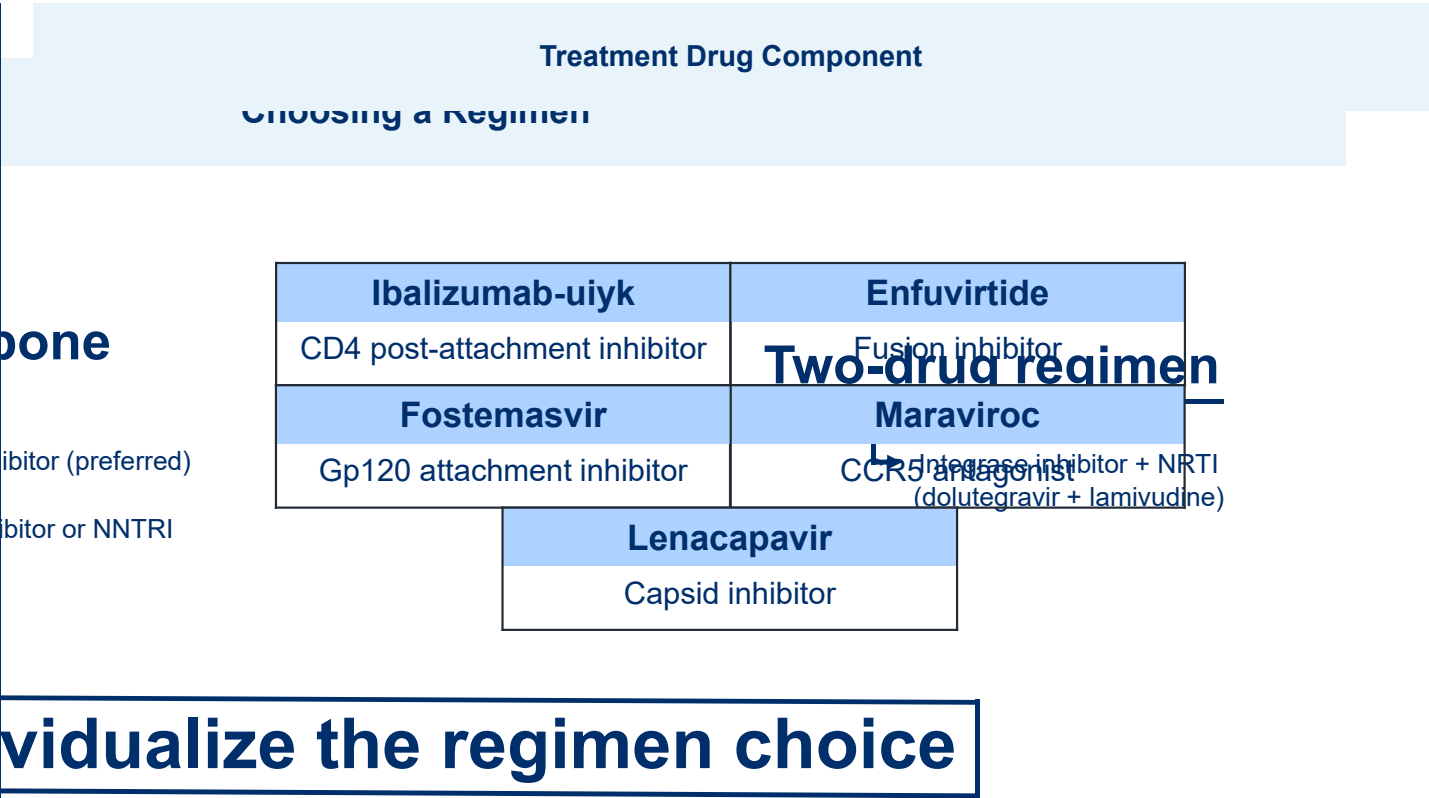 Treatment Drug Component
Choosing a Regimen
Ibalizumab-uiyk
Enfuvirtide
CD4 post-attachment inhibitor
Fusion inhibitor
bone
Two-drug regimen
Fostemasvir
Maraviroc
ibitor (preferred)
Gp120 attachment inhibitor
CCR5 antagonist
Integrase inhibitor + NRTI
(dolutegravir + lamivudine)
ibitor or NNTRI
Lenacapavir
Capsid inhibitor
vidualize the regimen choice